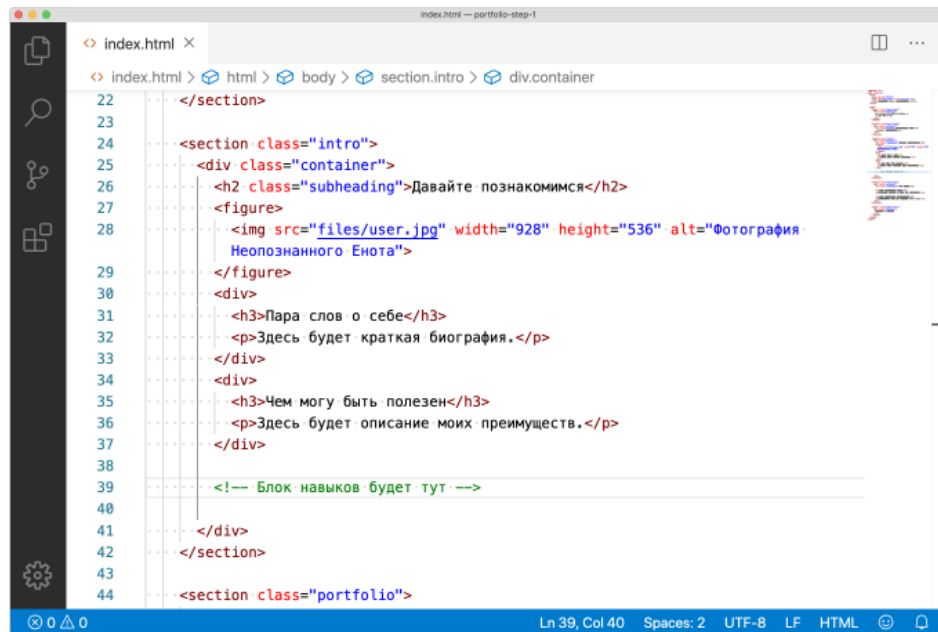 index.html — portfolio-step-1
<> index.html ×
<> index.html > html > body > section.intro > div.container
22 </section>
23
24 <section class="intro">
25 <div class="container">
26 <h2 class="subheading">Давайте познакомимся</h2>
27 <figure>
28 <img src="files/user.jpg" width="928" height="536" alt="Фотография
Неопознанного Енота">
29 </figure>
30 <div>
31 <h3>Пара слов о себе</h3>
32 <p>Здесь будет краткая биография.</p>
33 </div>
34 <div>
35 <h3>Чем могу быть полезен</h3>
36 <p>Здесь будет описание моих преимуществ.</p>
37 </div>
38
39 <!-- Блок навыков будет тут -->
40
41 </div>
42 </section>
43
44 <section class="portfolio">
0 0 Ln 39, Col 40 Spaces: 2 UTF-8 LF HTML